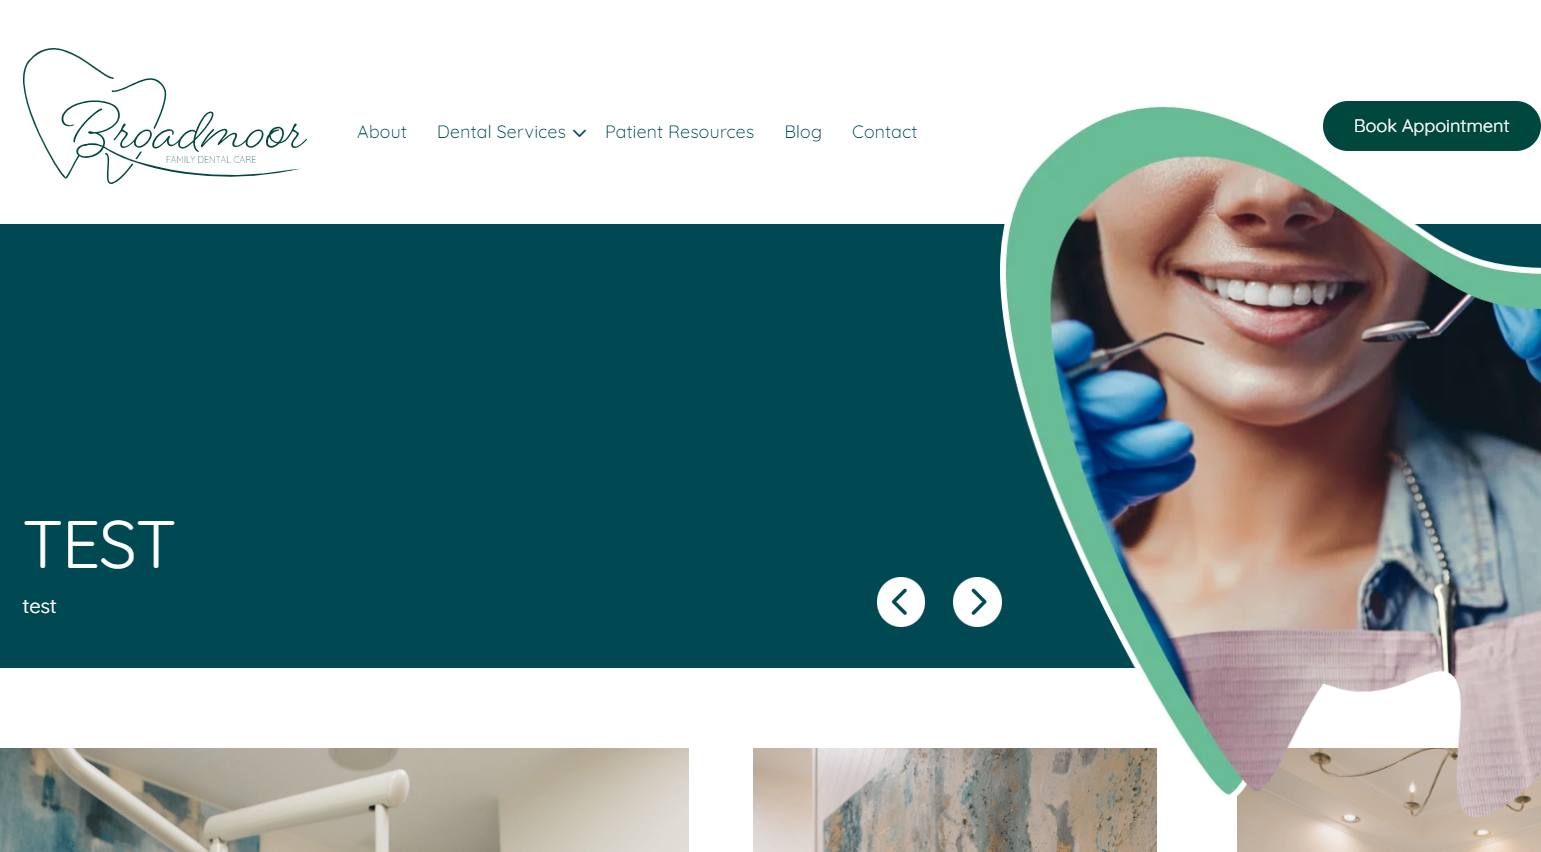 Broadmoor
FAMILY DENTAL CARE
About
Dental Services
Patient Resources
Blog
Contact
Book Appointment
TEST
test